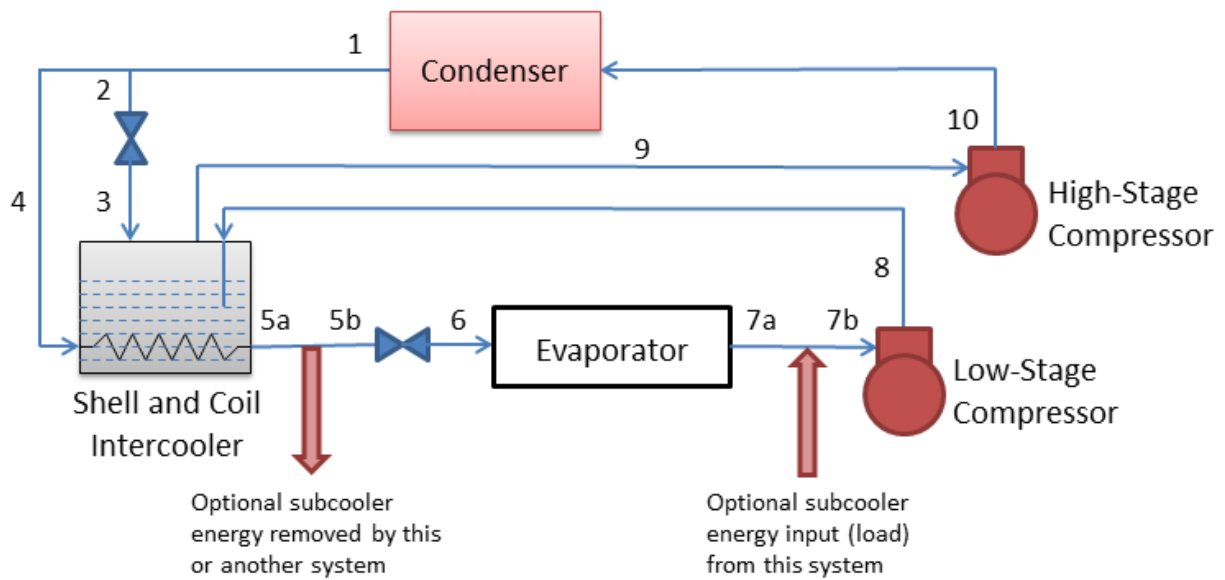 1
Condenser
2
10
9
4
3
High-Stage
Compressor
8
5a
5b
6
7a
7b
Evaporator
Low-Stage
Compressor
Shell and Coil
Intercooler
Optional subcooler
energy removed by this
or another system
Optional subcooler
energy input (load)
from this system